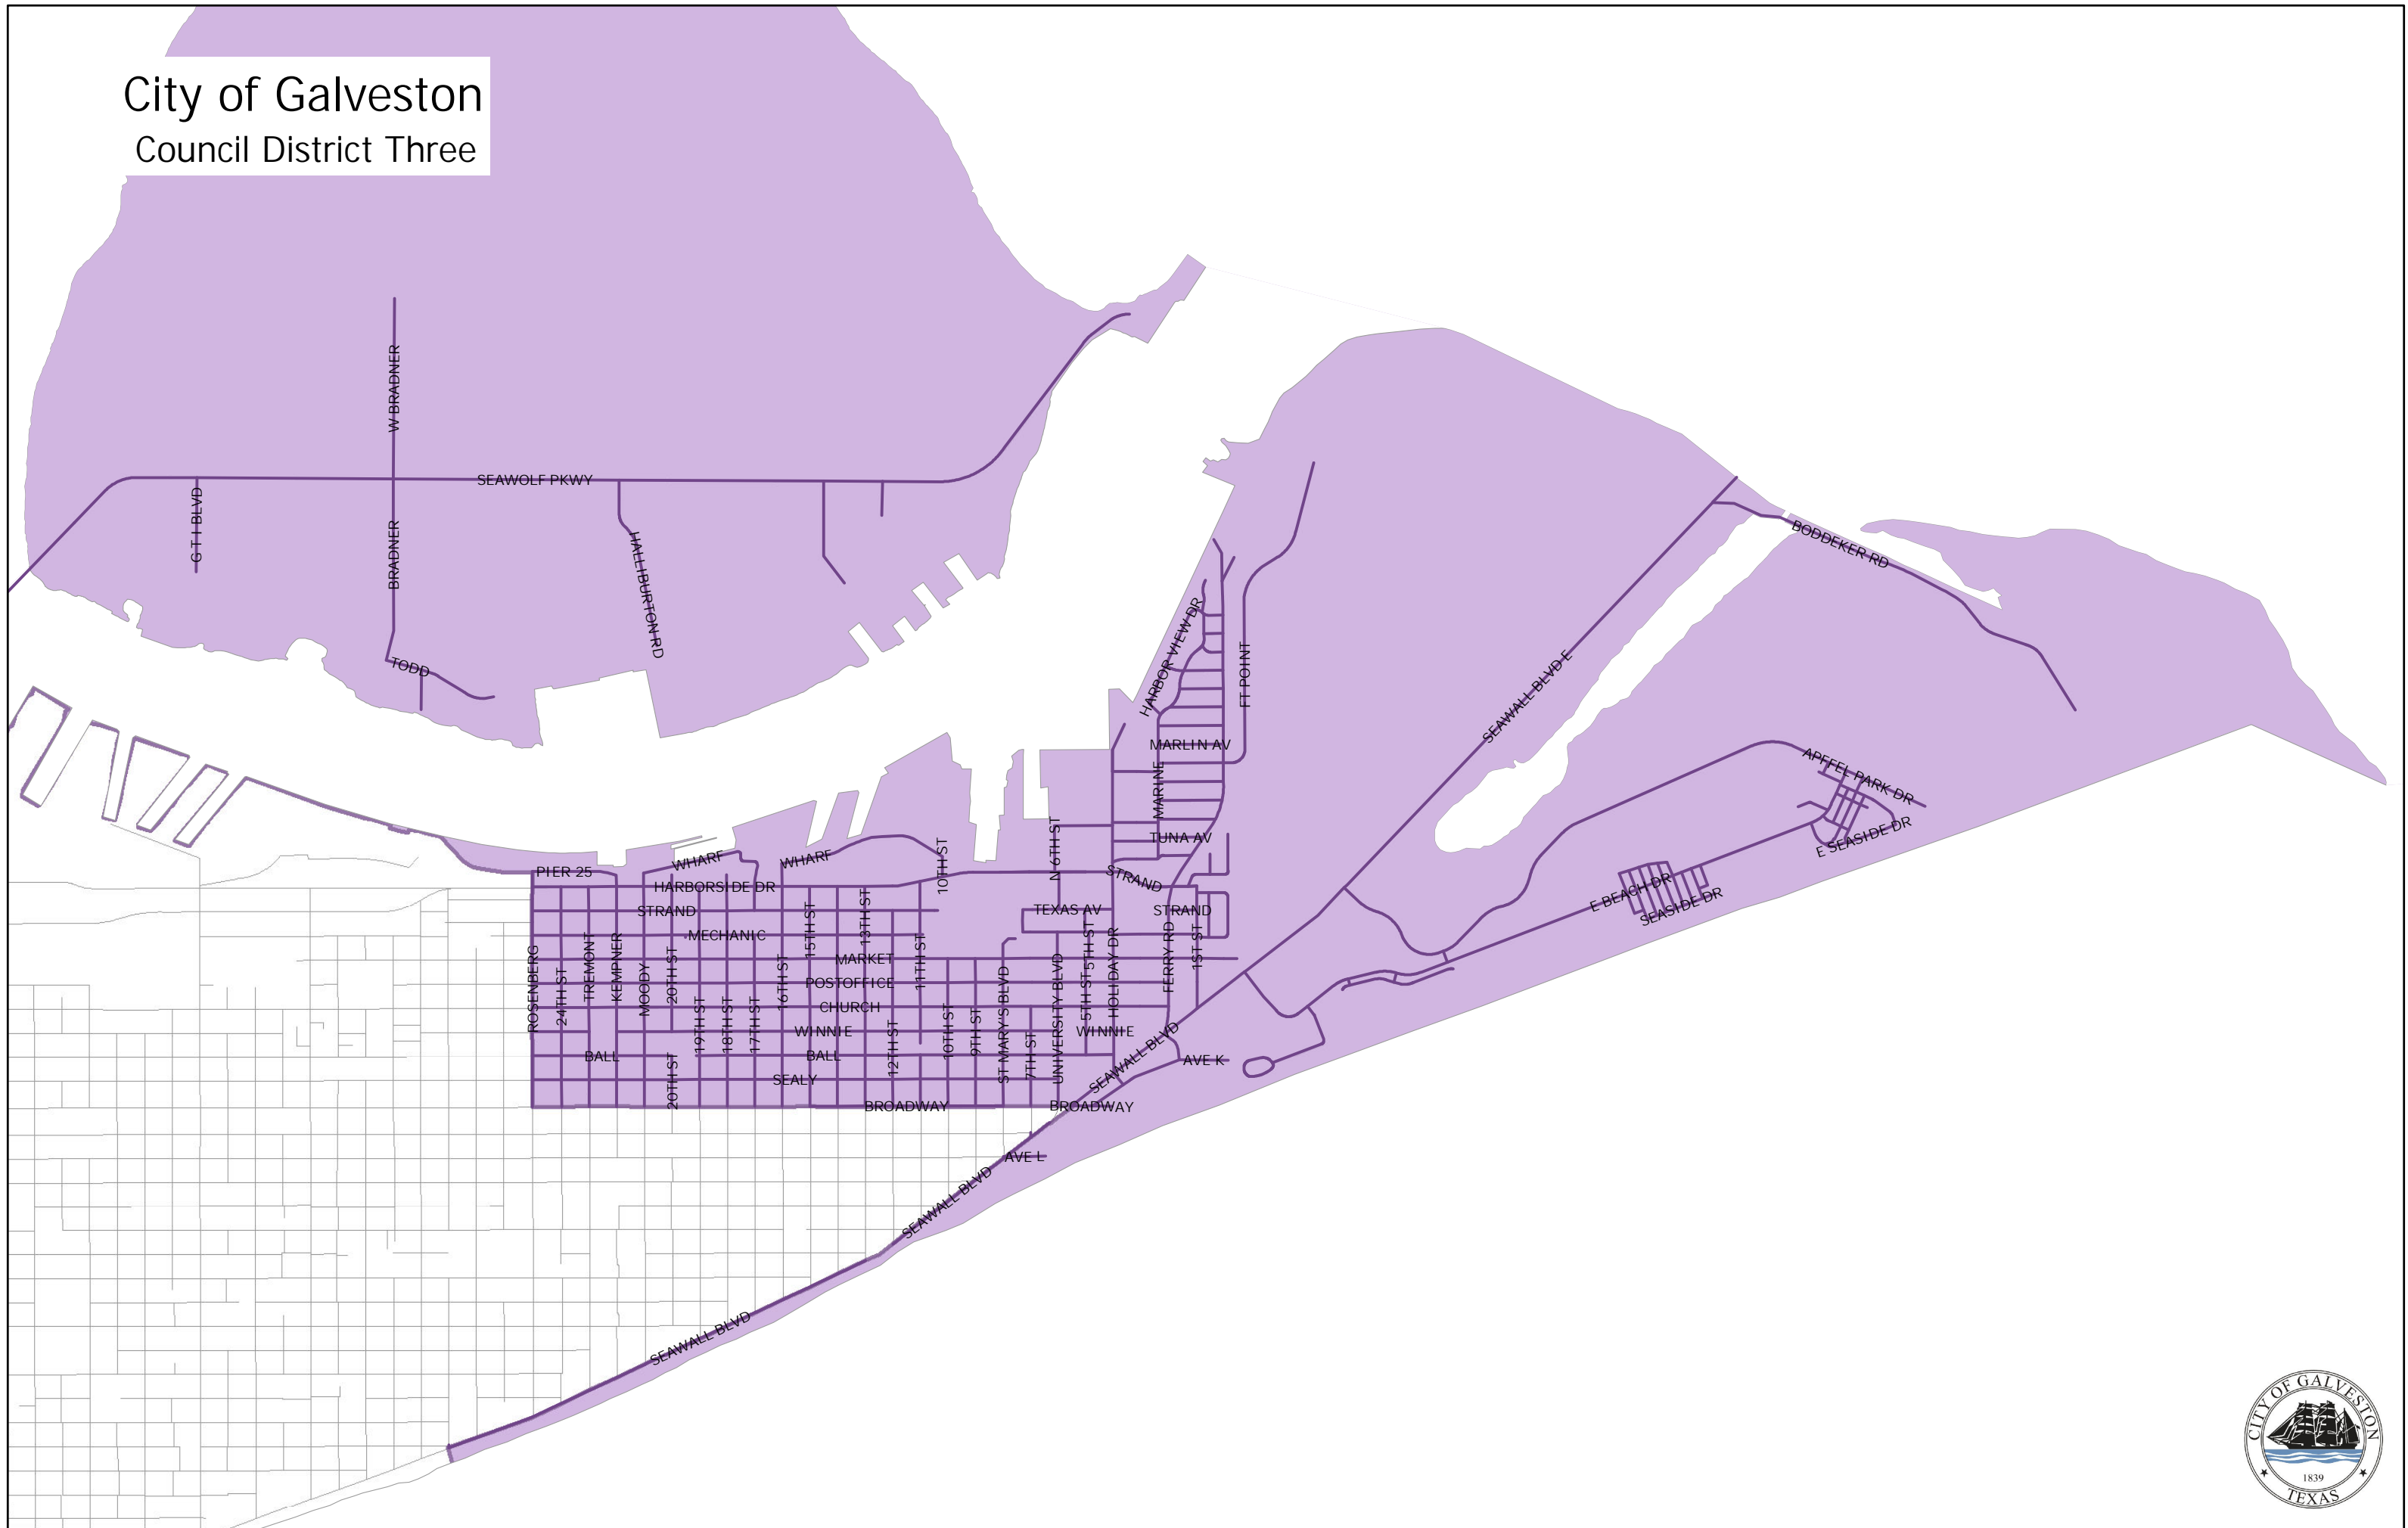 City of Galveston
Council District Three
W BRADNER
SEAWOLF PKWY
G T I BLVD
BRADNER
HALLIBURTON RD
TODD
BODDEKER RD
HARBOR VIEW DR
FT POINT
SEAWALL BLVD E
MARLIN AV
MARINE
APFFEL PARK DR
TUNA AV
E SEASIDE DR
N 6TH ST
10TH ST
WHARF
WHARF
PIER 25
HARBORSIDE DR
STRAND
E BEACH DR
SEASIDE DR
STRAND
TEXAS AV
STRAND
15TH ST
13TH ST
MECHANIC
5TH ST
1ST ST
MARKET
11TH ST
ROSENBERG
24TH ST
TREMONT
KEMPNER
MOODY
20TH ST
16TH ST
POSTOFFICE
HOLIDAY DR
FERRY RD
CHURCH
5TH ST
19TH ST
18TH ST
17TH ST
WINNIE
10TH ST
9TH ST
ST MARY'S BLVD
7TH ST
UNIVERSITY BLVD
WINNIE
SEAWALL BLVD
BALL
BALL
12TH ST
AVE K
20TH ST
SEALY
BROADWAY
BROADWAY
AVE L
SEAWALL BLVD
SEAWALL BLVD
CITY OF GALVESTON
1839
TEXAS